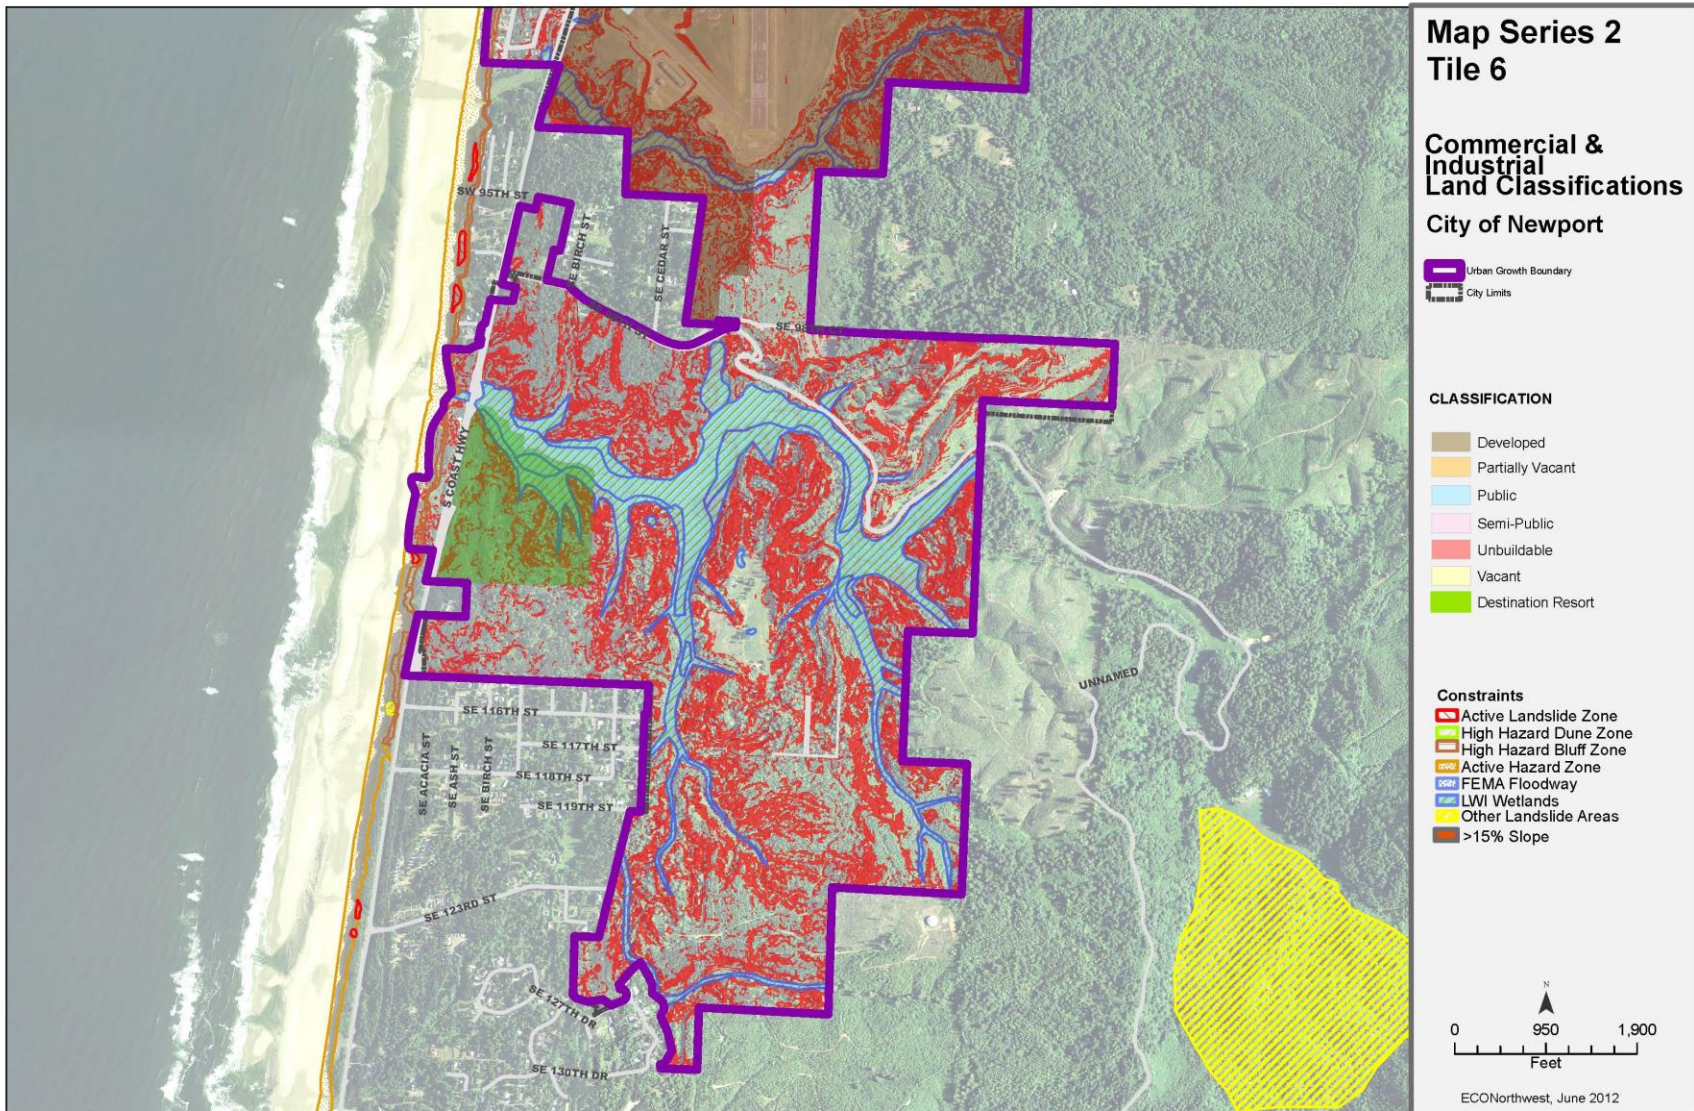 Map Series 2
Tile 6
Commercial &
Industrial
Land Classifications
City of Newport
Urban Growth Boundary
City Limits
CLASSIFICATION
Developed
Partially Vacant
Public
Semi-Public
Unbuildable
Vacant
Destination Resort
Constraints
Active Landslide Zone
High Hazard Dune Zone
High Hazard Bluff Zone
Active Hazard Zone
FEMA Floodway
LWI Wetlands
Other Landslide Areas
>15% Slope
N
0 950 1,900
Feet
ECONorthwest, June 2012
SW 95TH ST
SE BIRCH ST
SE CEDAR ST
S COAST HWY
UNNAMED
SE 116TH ST
SE 117TH ST
SE 118TH ST
SE 119TH ST
SE ACACIA ST
SE ASH ST
SE BIRCH ST
SE 123RD ST
SE 127TH DR
SE 130TH DR